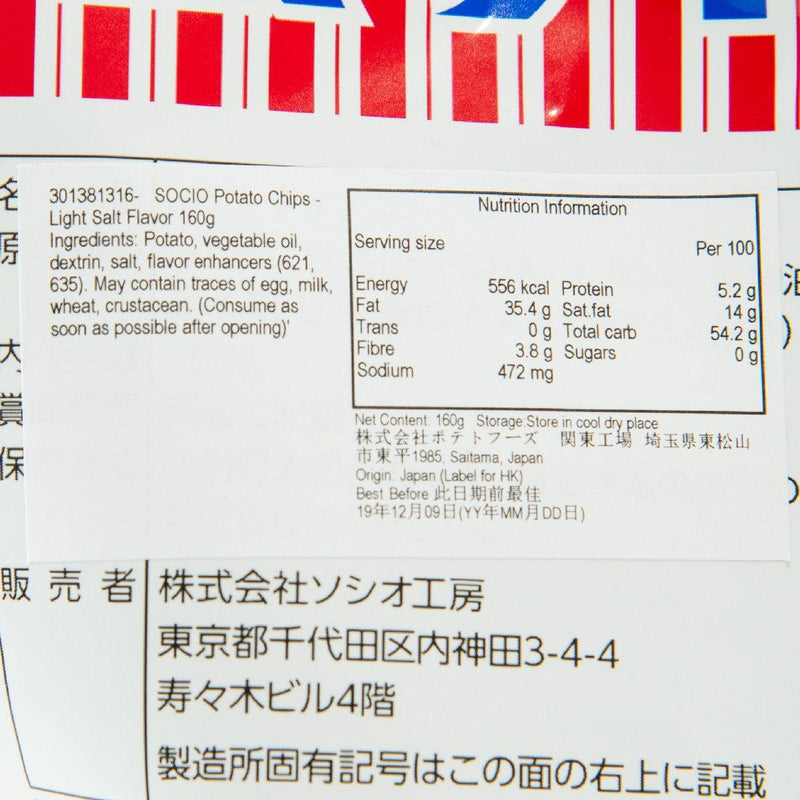 301381316- SOCIO Potato Chips -
Light Salt Flavor 160g
Ingredients: Potato, vegetable oil,
dextrin, salt, flavor enhancers (621,
635). May contain traces of egg, milk,
wheat, crustacean. (Consume as
soon as possible after opening)'
Nutrition Information
Serving size Per 100
Energy 556 kcal Protein 5.2 g
Fat 35.4 g Sat.fat 14 g
Trans 0 g Total carb 54.2 g
Fibre 3.8 g Sugars 0 g
Sodium 472 mg
Net Content: 160g Storage:Store in cool dry place
株式会社ポテトフーズ 関東工場 埼玉県東松山
市東平1985, Saitama, Japan
Origin: Japan (Label for HK)
Best Before 此日期前最佳
19年12月09日(YY年MM月DD日)
名
原
油
大
賞
保
販売者 株式会社ソシオ工房
東京都千代田区内神田3-4-4
寿々木ビル4階
製造所固有記号はこの面の右上に記載